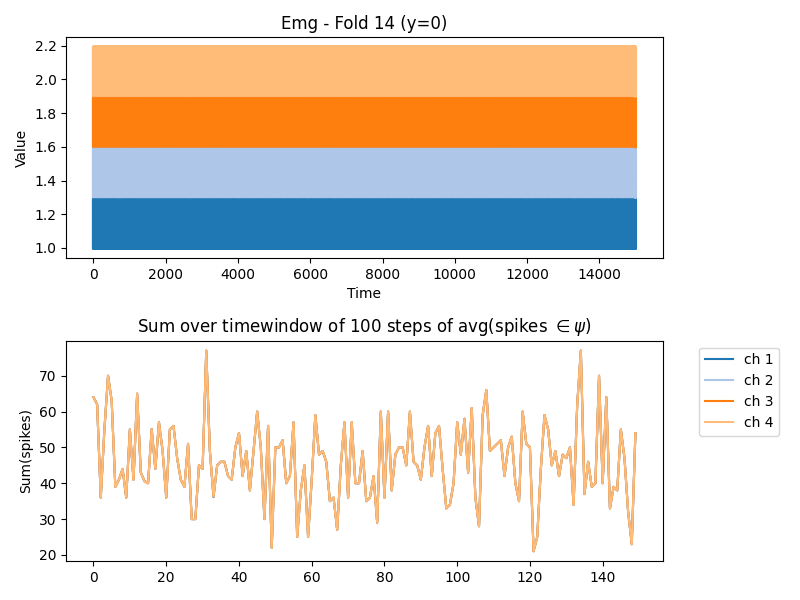 Emg - Fold 14 (y=0)
2.2
2.0
1.8
1.6
1.4
1.2
1.0
Value
0 2000 4000 6000 8000 10000 12000 14000
Time
Sum over timewindow of 100 steps of avg(spikes ∈ ψ)
70
60
50
40
30
20
Sum(spikes)
0 20 40 60 80 100 120 140
ch 1
ch 2
ch 3
ch 4